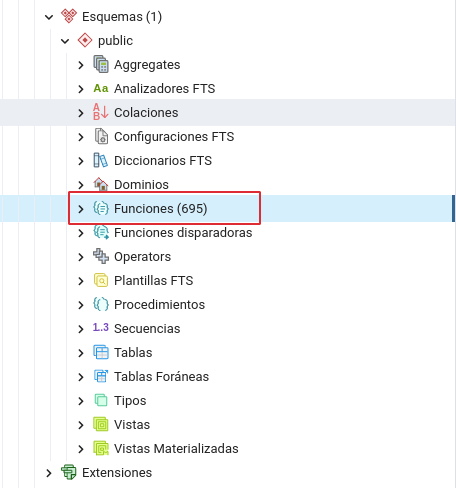 Esquemas (1)
public
Aggregates
Aa Analizadores FTS
AB Colaciones
Configuraciones FTS
Diccionarios FTS
Dominios
Funciones (695)
Funciones disparadoras
Operators
Plantillas FTS
Procedimientos
1..3 Secuencias
Tablas
Tablas Foráneas
Tipos
Vistas
Vistas Materializadas
Extensiones